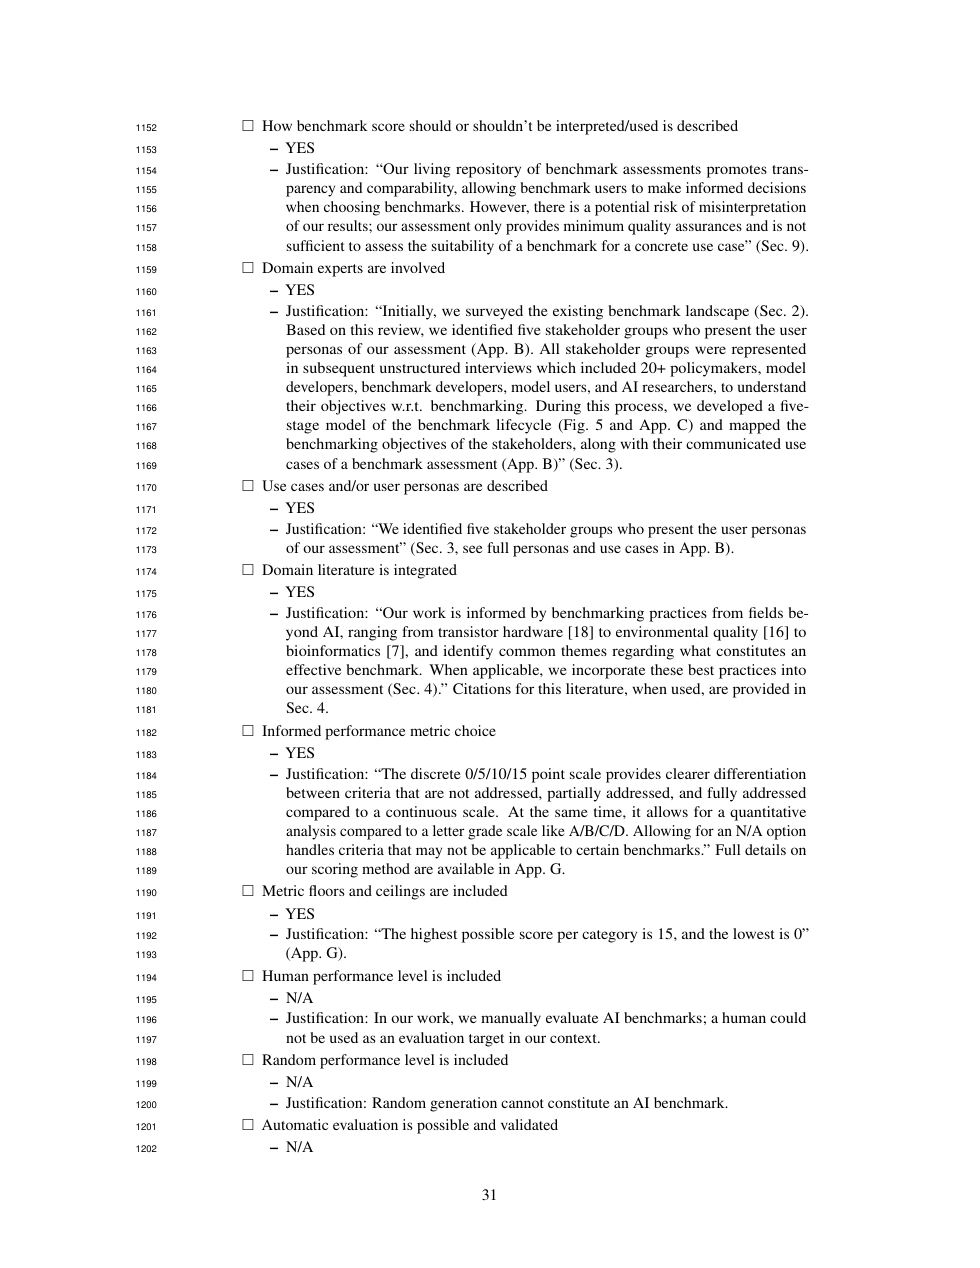 1152 □ How benchmark score should or shouldn’t be interpreted/used is described
1153 – YES
1154 – Justification: “Our living repository of benchmark assessments promotes trans-
1155 parency and comparability, allowing benchmark users to make informed decisions
1156 when choosing benchmarks. However, there is a potential risk of misinterpretation
1157 of our results; our assessment only provides minimum quality assurances and is not
1158 sufficient to assess the suitability of a benchmark for a concrete use case” (Sec. 9).
1159 □ Domain experts are involved
1160 – YES
1161 – Justification: “Initially, we surveyed the existing benchmark landscape (Sec. 2).
1162 Based on this review, we identified five stakeholder groups who present the user
1163 personas of our assessment (App. B). All stakeholder groups were represented
1164 in subsequent unstructured interviews which included 20+ policymakers, model
1165 developers, benchmark developers, model users, and AI researchers, to understand
1166 their objectives w.r.t. benchmarking. During this process, we developed a five-
1167 stage model of the benchmark lifecycle (Fig. 5 and App. C) and mapped the
1168 benchmarking objectives of the stakeholders, along with their communicated use
1169 cases of a benchmark assessment (App. B)” (Sec. 3).
1170 □ Use cases and/or user personas are described
1171 – YES
1172 – Justification: “We identified five stakeholder groups who present the user personas
1173 of our assessment” (Sec. 3, see full personas and use cases in App. B).
1174 □ Domain literature is integrated
1175 – YES
1176 – Justification: “Our work is informed by benchmarking practices from fields be-
1177 yond AI, ranging from transistor hardware [18] to environmental quality [16] to
1178 bioinformatics [7], and identify common themes regarding what constitutes an
1179 effective benchmark. When applicable, we incorporate these best practices into
1180 our assessment (Sec. 4).” Citations for this literature, when used, are provided in
1181 Sec. 4.
1182 □ Informed performance metric choice
1183 – YES
1184 – Justification: “The discrete 0/5/10/15 point scale provides clearer differentiation
1185 between criteria that are not addressed, partially addressed, and fully addressed
1186 compared to a continuous scale. At the same time, it allows for a quantitative
1187 analysis compared to a letter grade scale like A/B/C/D. Allowing for an N/A option
1188 handles criteria that may not be applicable to certain benchmarks.” Full details on
1189 our scoring method are available in App. G.
1190 □ Metric floors and ceilings are included
1191 – YES
1192 – Justification: “The highest possible score per category is 15, and the lowest is 0”
1193 (App. G).
1194 □ Human performance level is included
1195 – N/A
1196 – Justification: In our work, we manually evaluate AI benchmarks; a human could
1197 not be used as an evaluation target in our context.
1198 □ Random performance level is included
1199 – N/A
1200 – Justification: Random generation cannot constitute an AI benchmark.
1201 □ Automatic evaluation is possible and validated
1202 – N/A
31